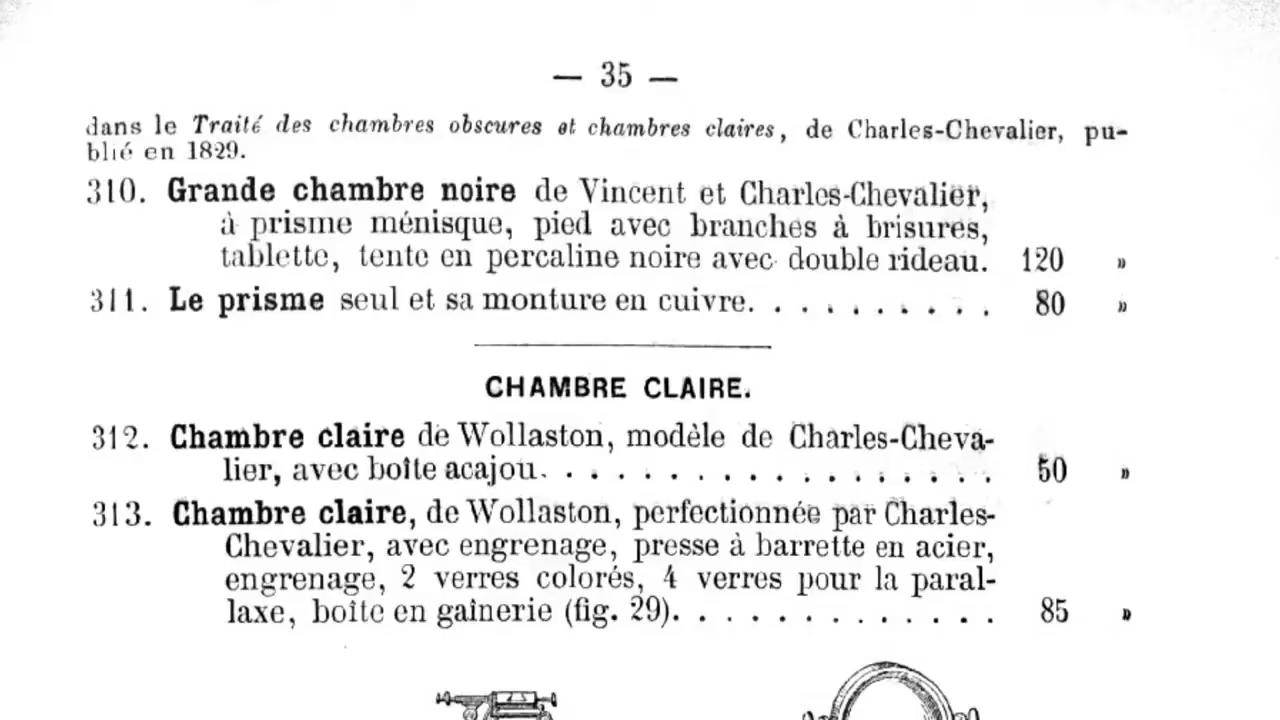 — 35 —
dans le Traité des chambres obscures et chambres claires, de Charles-Chevalier, pu-
blié en 1829.
310. Grande chambre noire de Vincent et Charles-Chevalier,
à prisme ménisque, pied avec branches à brisures,
tablette, tente en percaline noire avec double rideau. 120 »
311. Le prisme seul et sa monture en cuivre. . . . . . . . . . 80 »
CHAMBRE CLAIRE.
312. Chambre claire de Wollaston, modèle de Charles-Cheva-
lier, avec boîte acajou. . . . . . . . . . . . . . . . . . . 50 »
313. Chambre claire, de Wollaston, perfectionnée par Charles-
Chevalier, avec engrenage, presse à barrette en acier,
engrenage, 2 verres colorés, 4 verres pour la paral-
laxe, boîte en gaînerie (fig. 29). . . . . . . . . . . . . 85 »